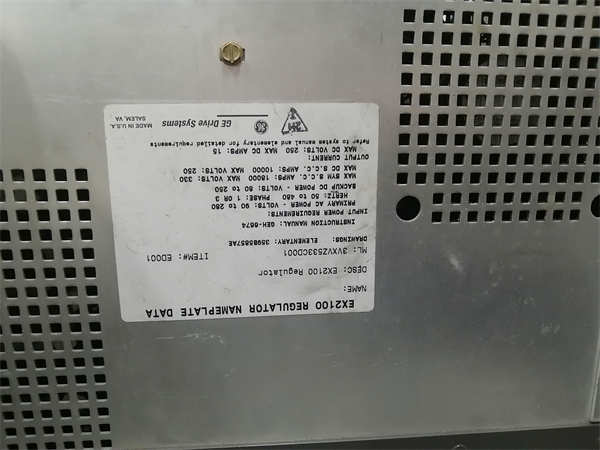 EX2100 REGULATOR NAMEPLATE DATA
NAME:
DESC: EX2100 Regulator
ML: 3VXVZ533CD001 ITEM#: ED001
DRAWINGS: ELEMENTARY: 359B5857AE
INSTRUCTION MANUAL: GEH-6674
INPUT POWER REQUIREMENTS:
PRIMARY AC POWER - VOLTS: 90 to 280
HERTZ: 50 to 480 PHASE: 1 OR 3
BACKUP DC POWER - VOLTS: 80 to 250
MAX SYM S.C.C. AMPS: 18000 MAX VOLTS: 330
MAX DC S.C.C. AMPS: 10000 MAX VOLTS: 250
OUTPUT CURRENT:
MAX DC VOLTS: 250 MAX DC AMPS: 15
Refer to system manual and elementary for detailed requirements
GE Drive Systems
MADE IN U.S.A.
SALEM, VA